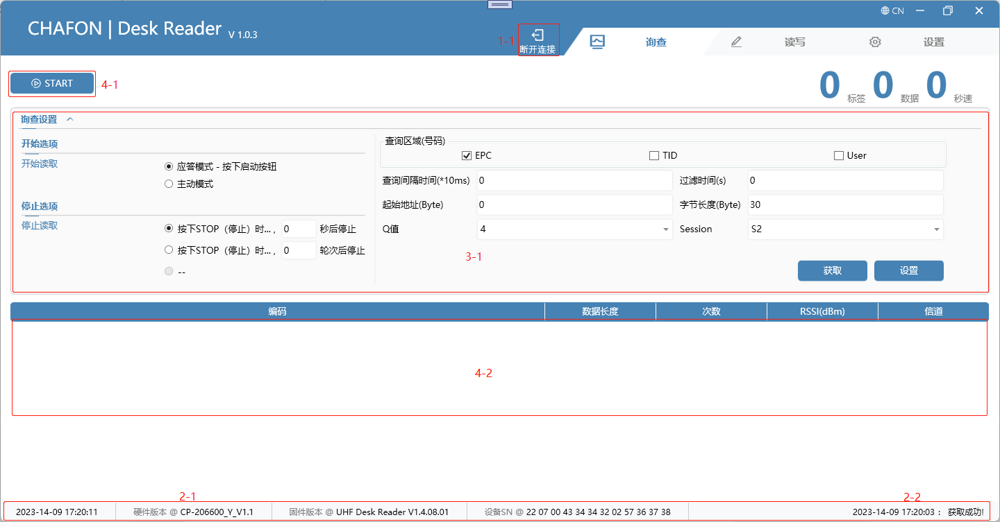 CN
CHAFON | Desk Reader V 1.0.3
1-1 断开连接 询查 读写 设置
START 4-1
0 标签 0 数据 0 秒速
询查设置
开始选项
开始读取
应答模式 - 按下启动按钮
主动模式
停止选项
停止读取
按下STOP（停止）时..., 0 秒后停止
按下STOP（停止）时..., 0 轮次后停止
--
查询区域(号码)
EPC TID User
查询间隔时间(*10ms) 0 过滤时间(s) 0
起始地址(Byte) 0 字节长度(Byte) 30
Q值 4 Session S2
3-1
获取 设置
编码 数据长度 次数 RSSI(dBm) 信道
4-2
2-1 2-2
2023-14-09 17:20:11 硬件版本 @ CP-206600_Y_V1.1 固件版本 @ UHF Desk Reader V1.4.08.01 设备SN @ 22 07 00 43 34 34 32 02 57 36 37 38 2023-14-09 17:20:03 : 获取成功!